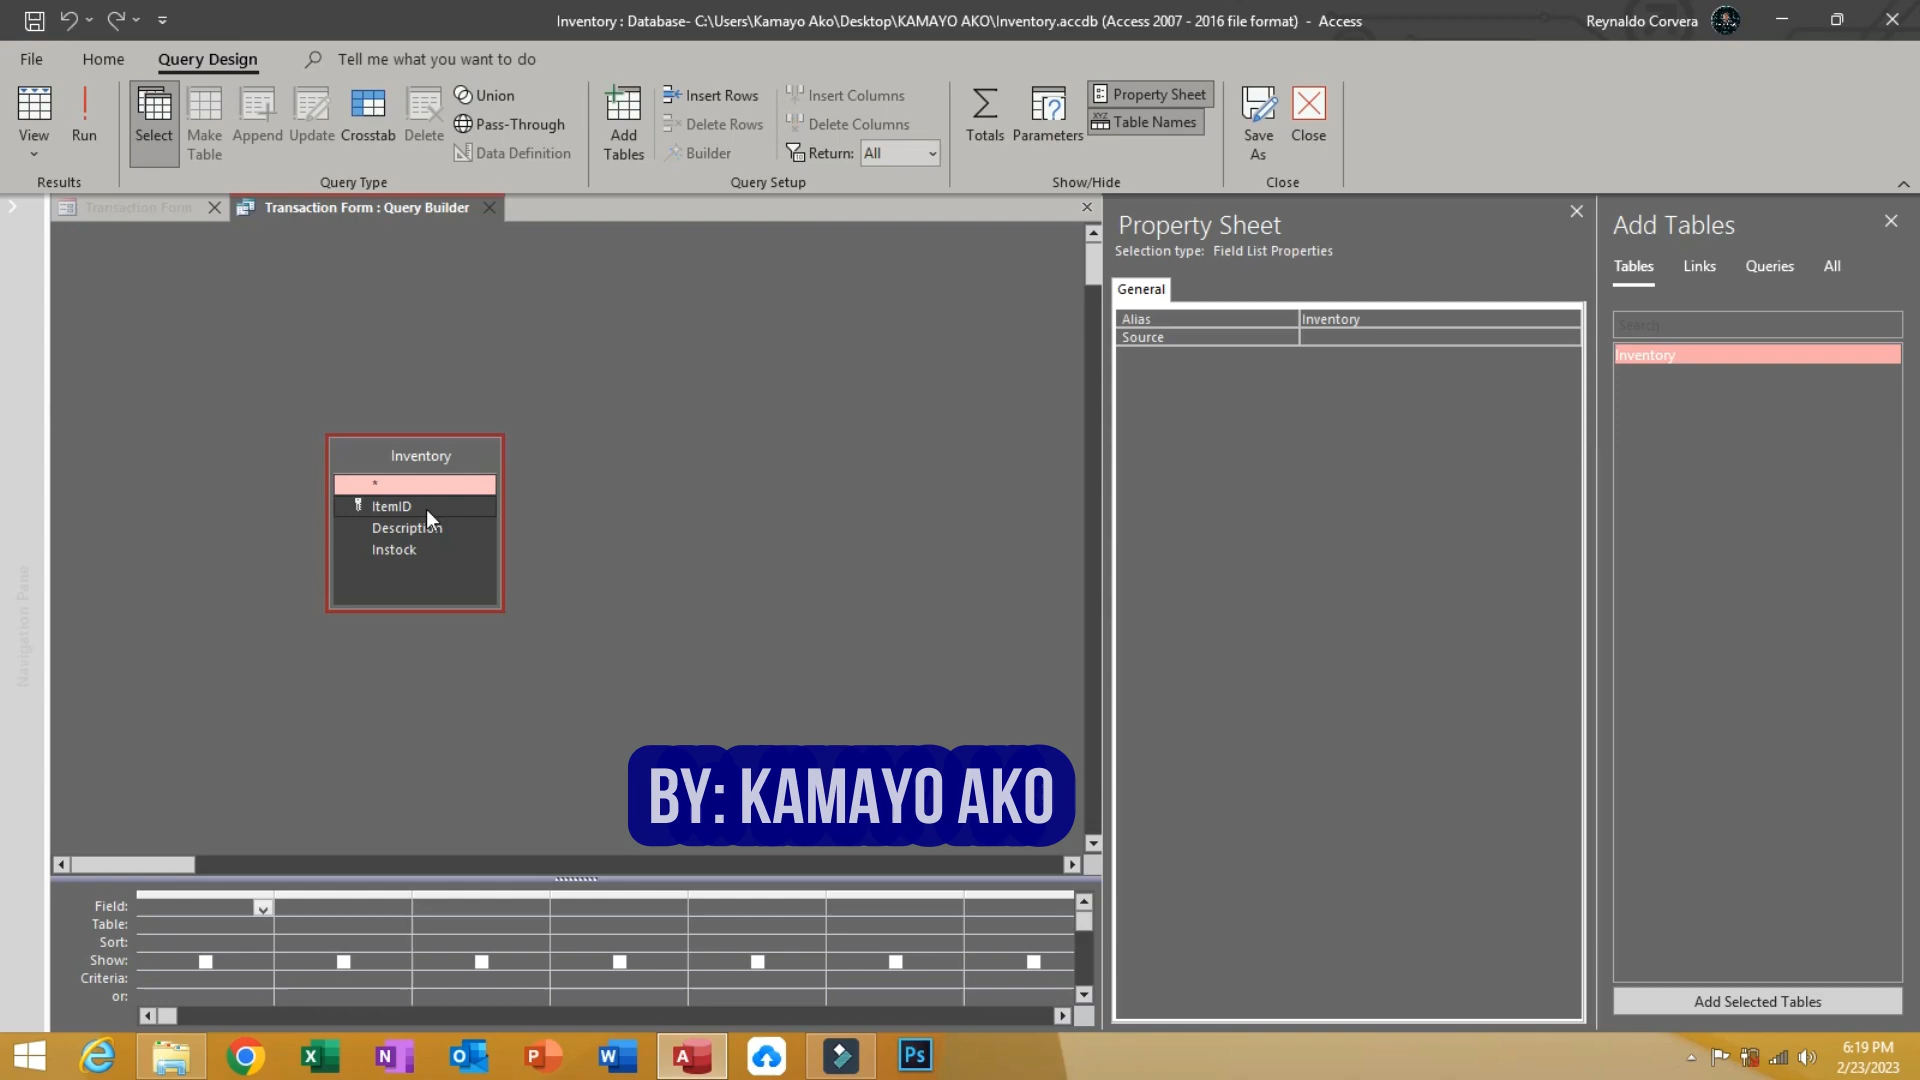 Inventory : Database- C:\Users\Kamayo Ako\Desktop\KAMAYO AKO\Inventory.accdb (Access 2007 - 2016 file format) - Access
Reynaldo Corvera
File
Home
Query Design
Tell me what you want to do
View
Run
Select
Make Table
Append
Update
Crosstab
Delete
Union
Pass-Through
Data Definition
Add Tables
Insert Rows
Delete Rows
Builder
Insert Columns
Delete Columns
Return: All
Totals
Parameters
Property Sheet
XYZ Table Names
Save As
Close
Results
Query Type
Query Setup
Show/Hide
Close
Transaction Form
Transaction Form : Query Builder
Navigation Pane
Inventory
*
ItemID
Description
Instock
BY: KAMAYO AKO
Field:
Table:
Sort:
Show:
Criteria:
or:
Property Sheet
Selection type: Field List Properties
General
Alias
Inventory
Source
Add Tables
Tables
Links
Queries
All
Search
Inventory
Add Selected Tables
X
N
O
P
W
A
Ps
6:19 PM
2/23/2023